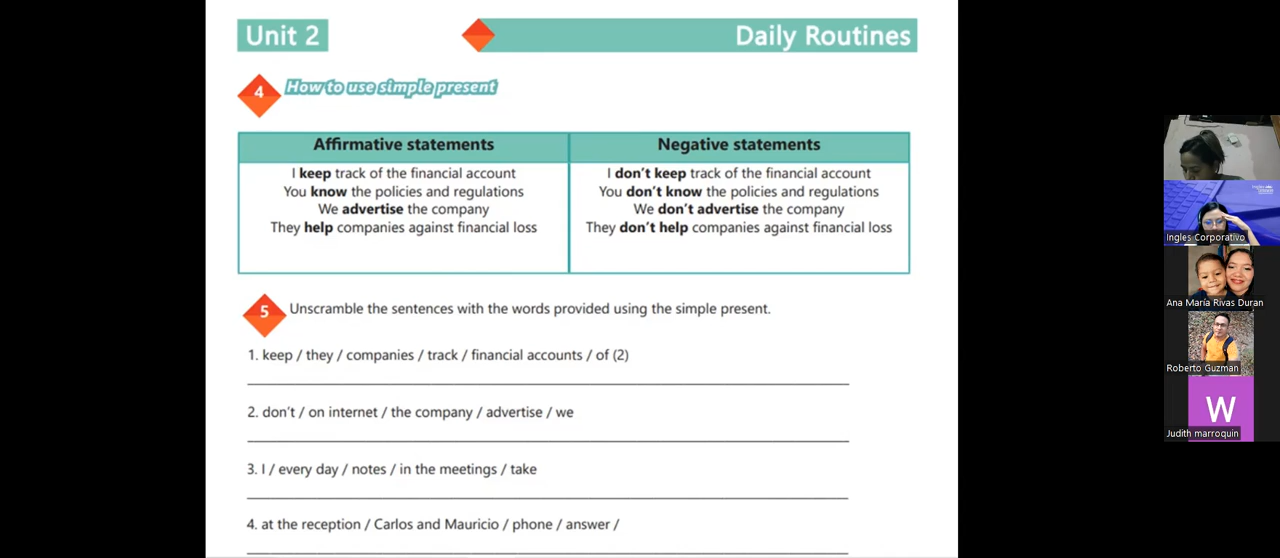 Unit 2
Daily Routines
4 How to use simple present
Affirmative statements
I keep track of the financial account
You know the policies and regulations
We advertise the company
They help companies against financial loss
Negative statements
I don't keep track of the financial account
You don't know the policies and regulations
We don't advertise the company
They don't help companies against financial loss
5 Unscramble the sentences with the words provided using the simple present.
1. keep / they / companies / track / financial accounts / of (2)
2. don't / on internet / the company / advertise / we
3. I / every day / notes / in the meetings / take
4. at the reception / Carlos and Mauricio / phone / answer /
Ingles Corporativo
Ana María Rivas Duran
Roberto Guzman
W
Judith marroquin